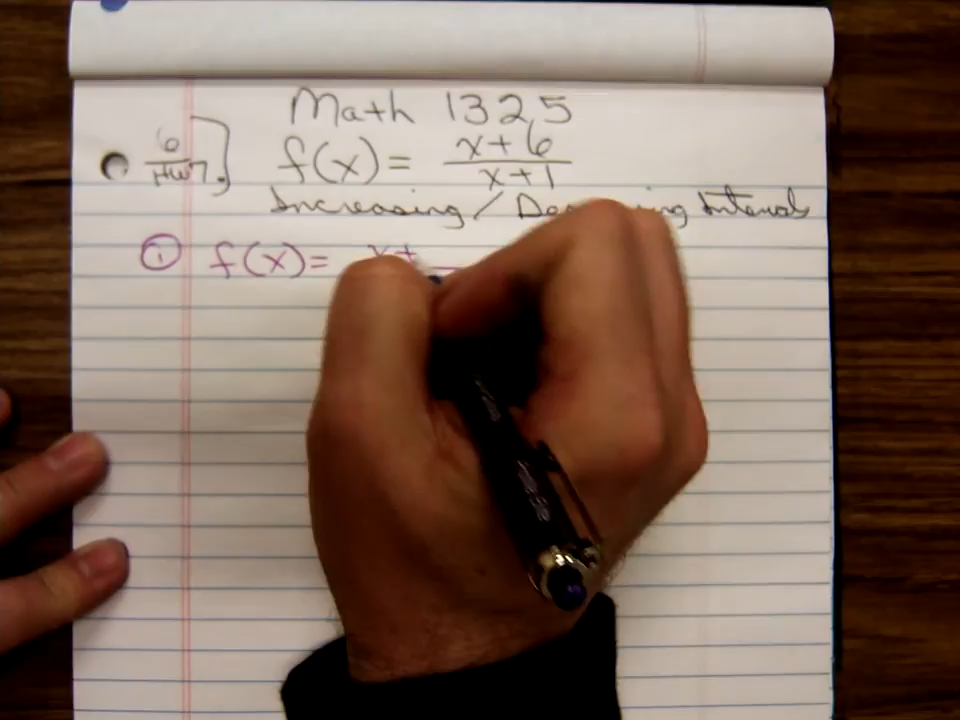 Math 1325
6/HW7. ] f(x) = x+6/x+1
Increasing / Decreasing Intervals
① f(x) = x+